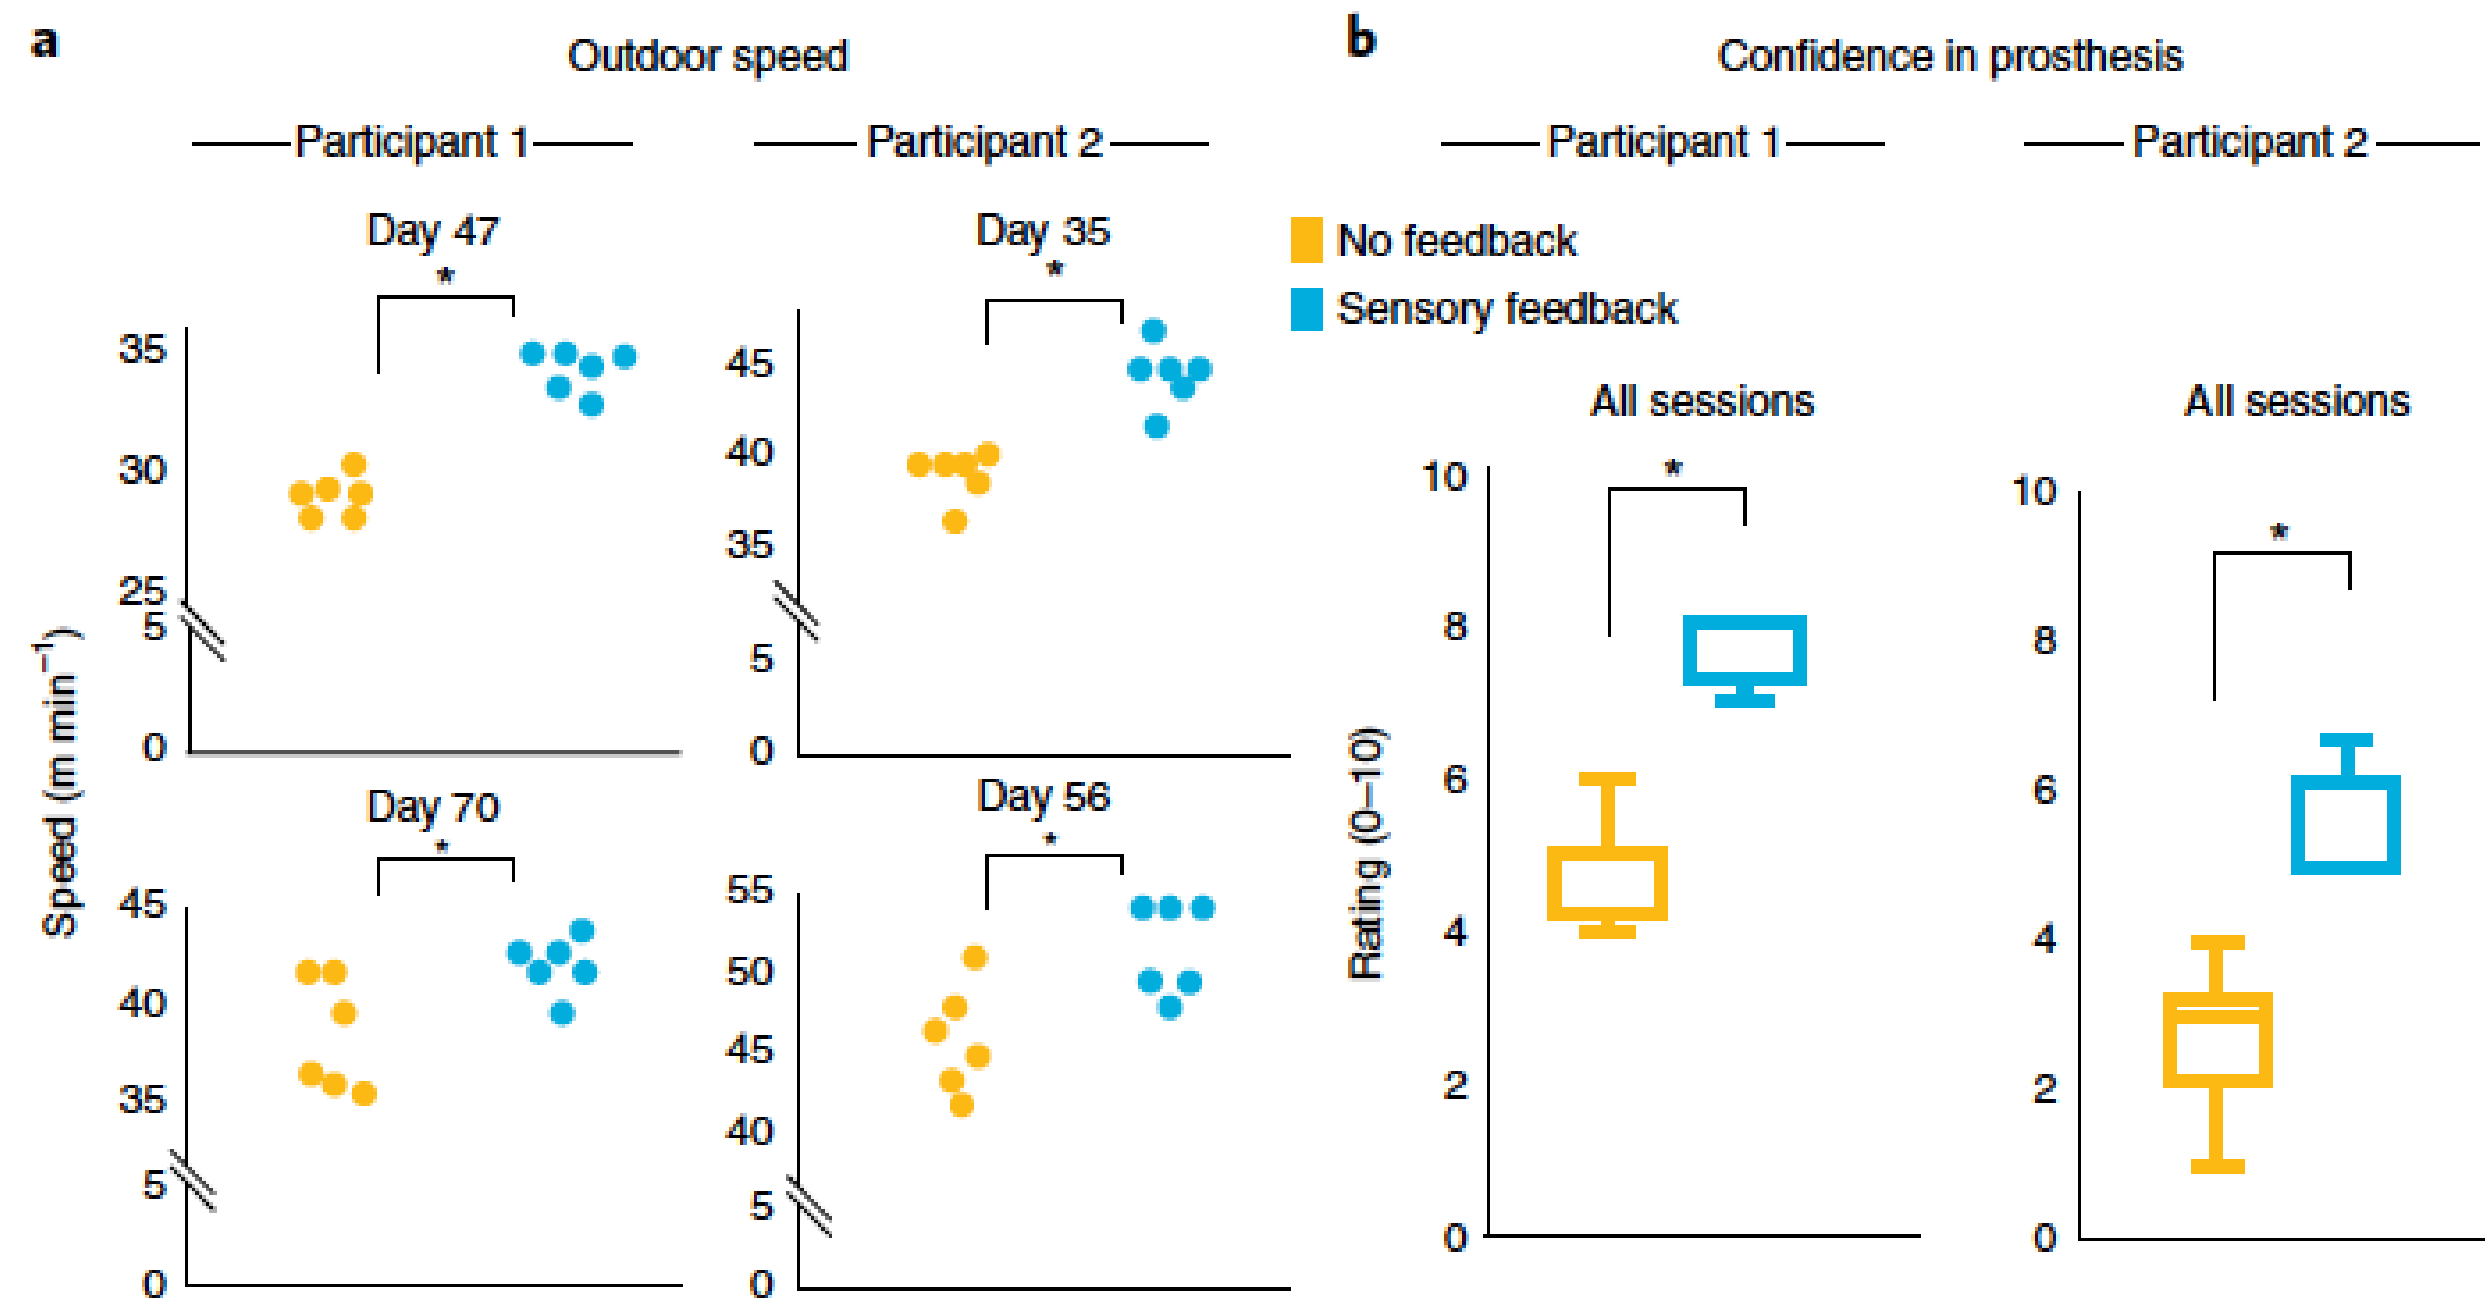 a
Outdoor speed
Participant 1
Participant 2
Day 47
*
35
30
25
5
0
Day 35
*
45
40
35
5
0
Speed (m min⁻¹)
Day 70
*
45
40
35
5
0
Day 56
*
55
50
45
40
5
0
b
Confidence in prosthesis
Participant 1
Participant 2
No feedback
Sensory feedback
All sessions
All sessions
Rating (0–10)
*
10
8
6
4
2
0
*
10
8
6
4
2
0